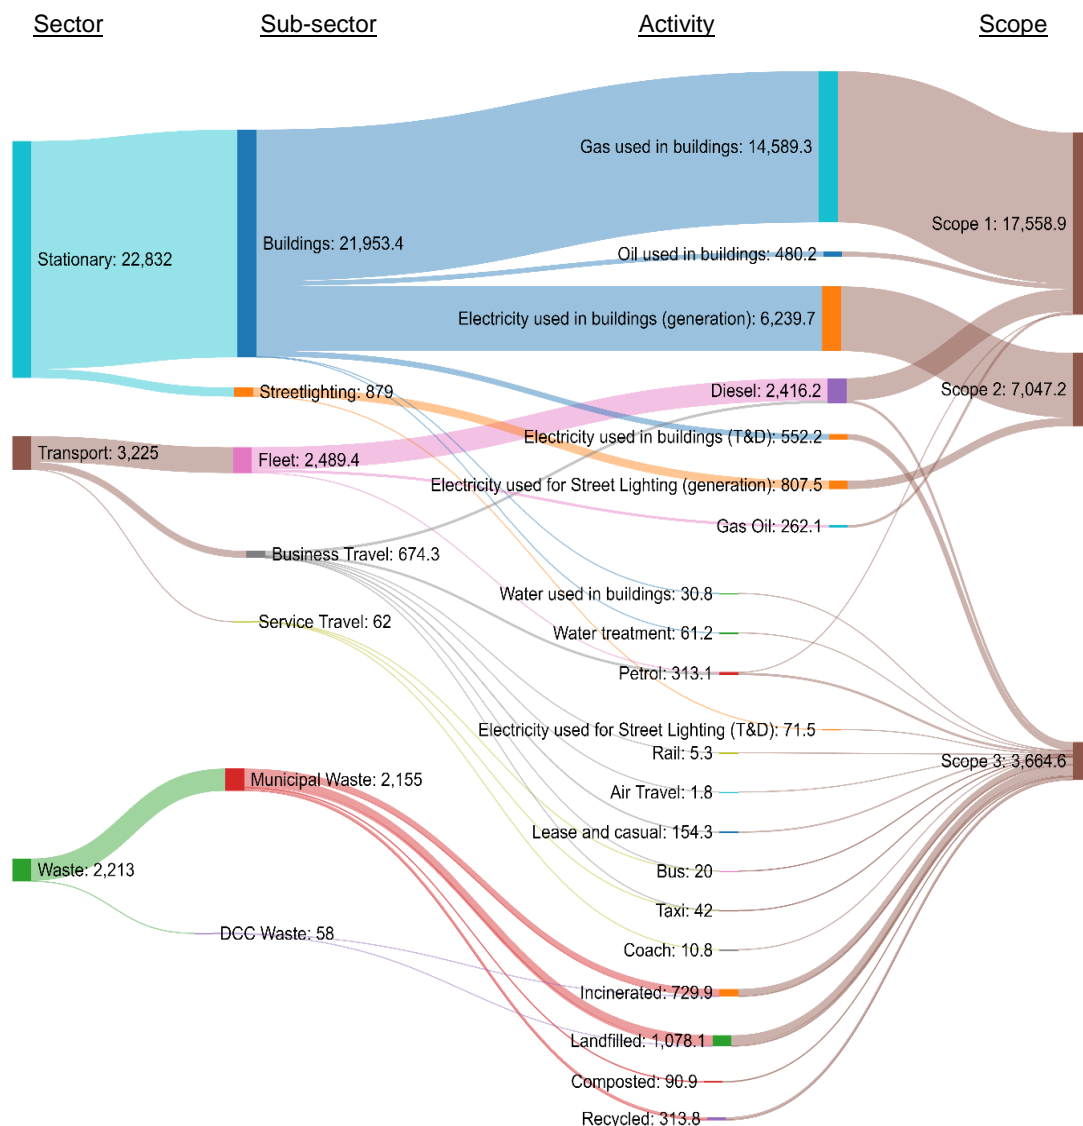 Sector
Sub-sector
Activity
Scope
Gas used in buildings: 14,589.3
Scope 1: 17,558.9
Buildings: 21,953.4
Oil used in buildings: 480.2
Stationary: 22,832
Electricity used in buildings (generation): 6,239.7
Streetlighting: 879
Diesel: 2,416.2
Scope 2: 7,047.2
Electricity used in buildings (T&D): 552.2
Transport: 3,225
Fleet: 2,489.4
Electricity used for Street Lighting (generation): 807.5
Gas Oil: 262.1
Business Travel: 674.3
Water used in buildings: 30.8
Service Travel: 62
Water treatment: 61.2
Petrol: 313.1
Electricity used for Street Lighting (T&D): 71.5
Rail: 5.3
Scope 3: 3,664.6
Municipal Waste: 2,155
Air Travel: 1.8
Lease and casual: 154.3
Waste: 2,213
Bus: 20
Taxi: 42
DCC Waste: 58
Coach: 10.8
Incinerated: 729.9
Landfilled: 1,078.1
Composted: 90.9
Recycled: 313.8